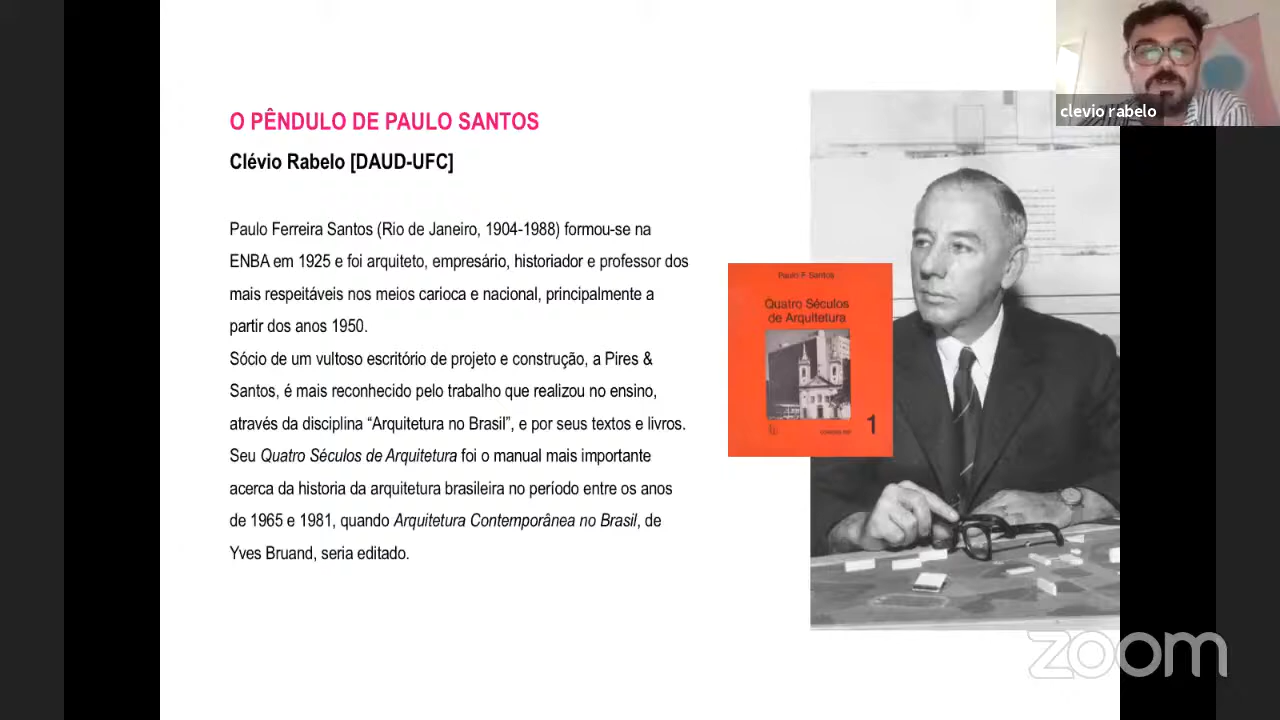 O PÊNDULO DE PAULO SANTOS
Clévio Rabelo [DAUD-UFC]
Paulo Ferreira Santos (Rio de Janeiro, 1904-1988) formou-se na
ENBA em 1925 e foi arquiteto, empresário, historiador e professor dos
mais respeitáveis nos meios carioca e nacional, principalmente a
partir dos anos 1950.
Sócio de um vultoso escritório de projeto e construção, a Pires &
Santos, é mais reconhecido pelo trabalho que realizou no ensino,
através da disciplina “Arquitetura no Brasil”, e por seus textos e livros.
Seu Quatro Séculos de Arquitetura foi o manual mais importante
acerca da historia da arquitetura brasileira no período entre os anos
de 1965 e 1981, quando Arquitetura Contemporânea no Brasil, de
Yves Bruand, seria editado.
Paulo F. Santos
Quatro Séculos
de Arquitetura
1
clevio rabelo
zoom